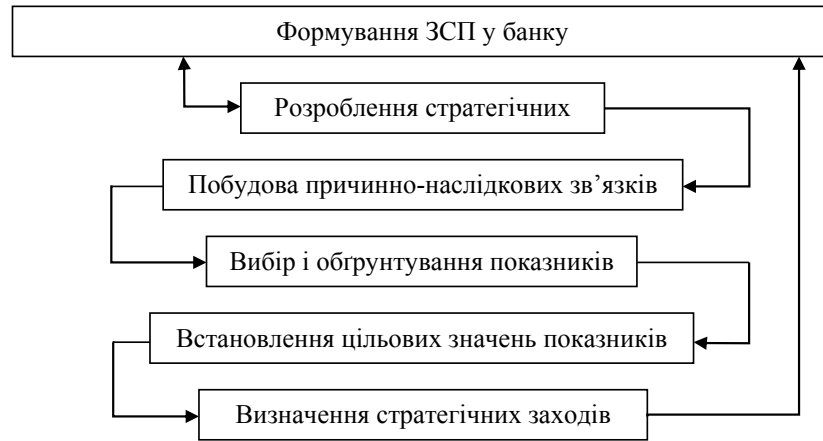 Формування ЗСП у банку
Розроблення стратегічних
Побудова причинно-наслідкових зв’язків
Вибір і обґрунтування показників
Встановлення цільових значень показників
Визначення стратегічних заходів